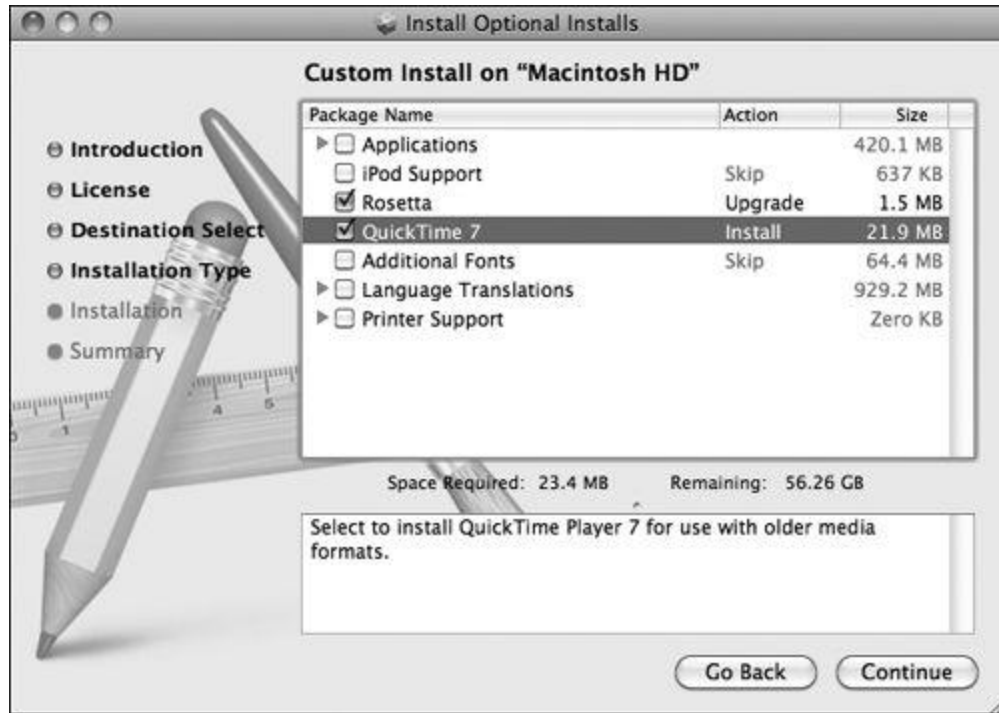 Install Optional Installs
Custom Install on “Macintosh HD”
Introduction
License
Destination Select
Installation Type
Installation
Summary
Package Name Action Size
Applications 420.1 MB
iPod Support Skip 637 KB
Rosetta Upgrade 1.5 MB
QuickTime 7 Install 21.9 MB
Additional Fonts Skip 64.4 MB
Language Translations 929.2 MB
Printer Support Zero KB
0 1 4 5
Space Required: 23.4 MB Remaining: 56.26 GB
Select to install QuickTime Player 7 for use with older media
formats.
Go Back Continue